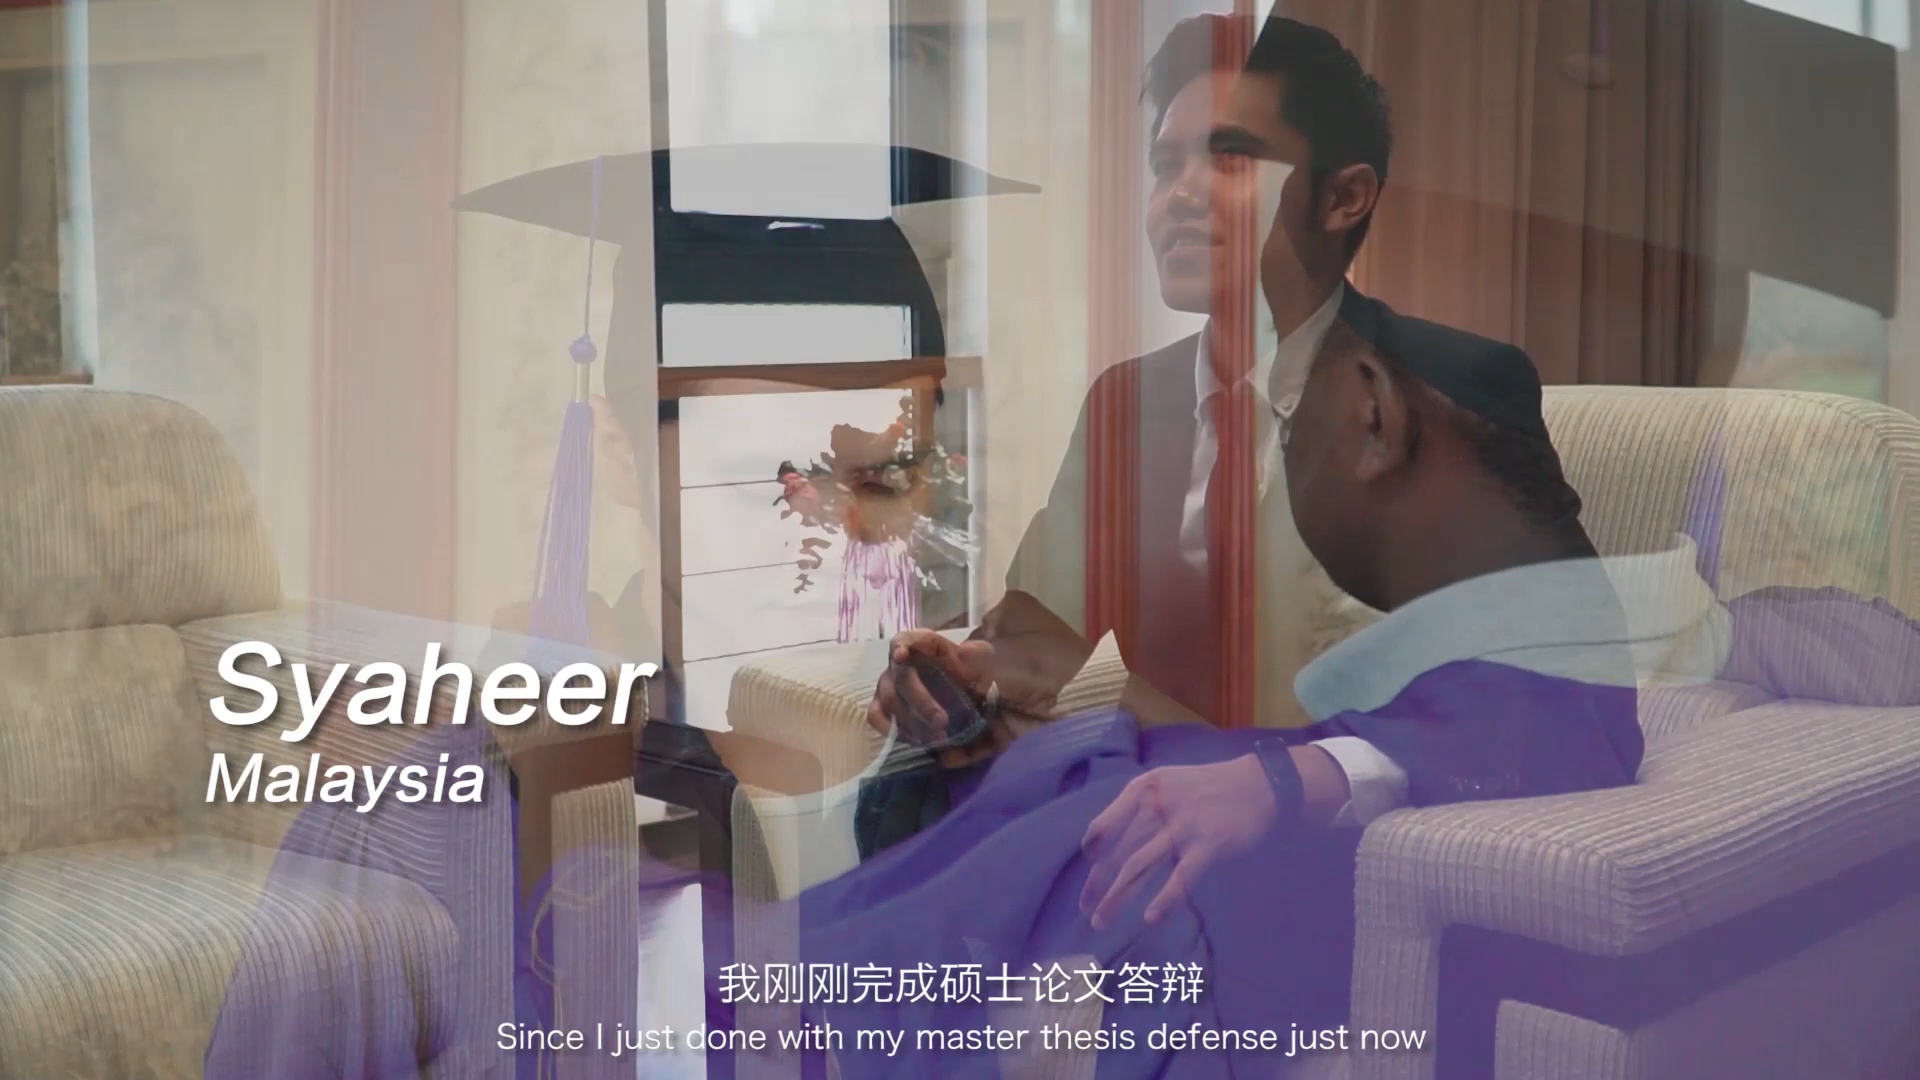 Syaheer
Malaysia
我刚刚完成硕士论文答辩
Since I just done with my master thesis defense just now